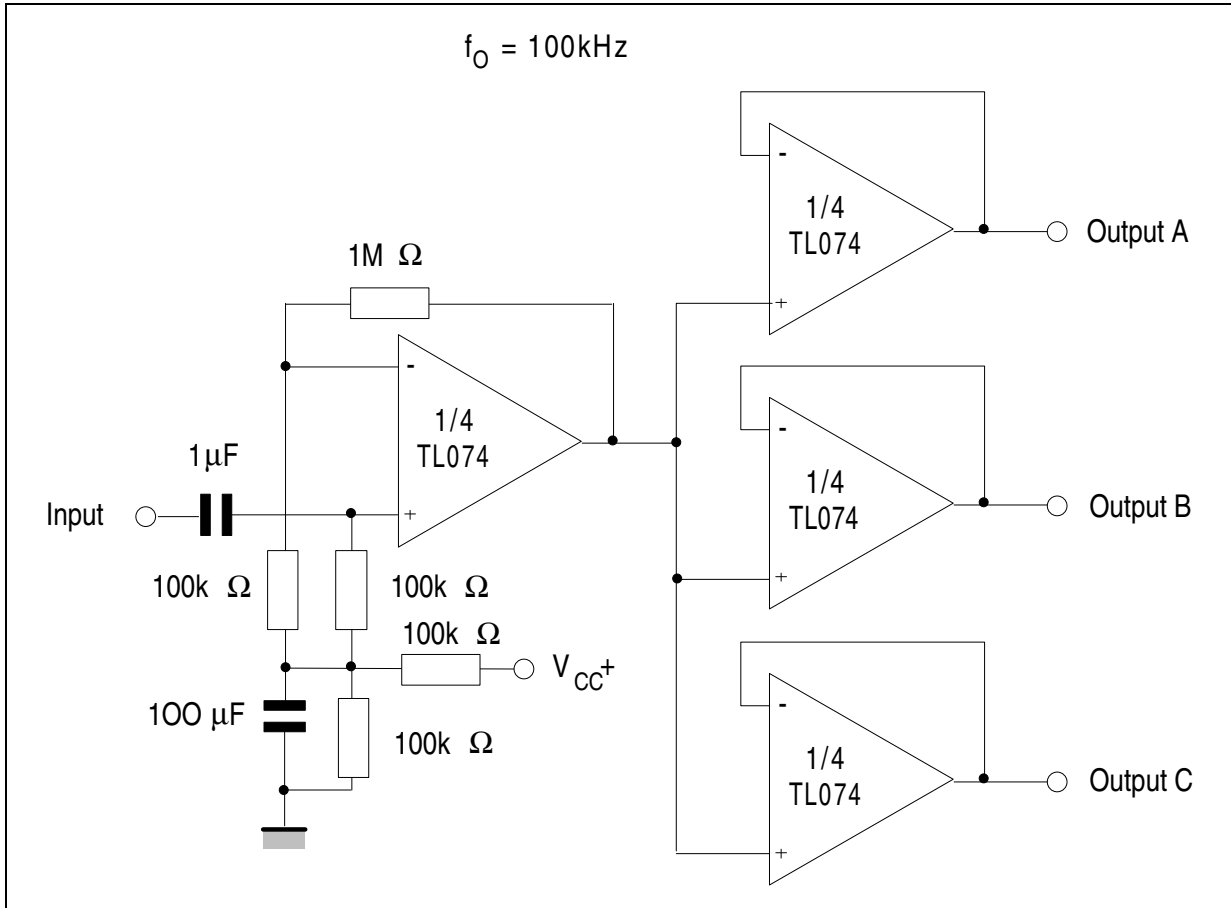 f_O = 100kHz
-
1/4
TL074
+
Output A
1M Ω
-
1/4
TL074
+
1μF
Input
100k Ω
100k Ω
100k Ω
V_CC+
1OO μF
100k Ω
-
1/4
TL074
+
Output B
-
1/4
TL074
+
Output C